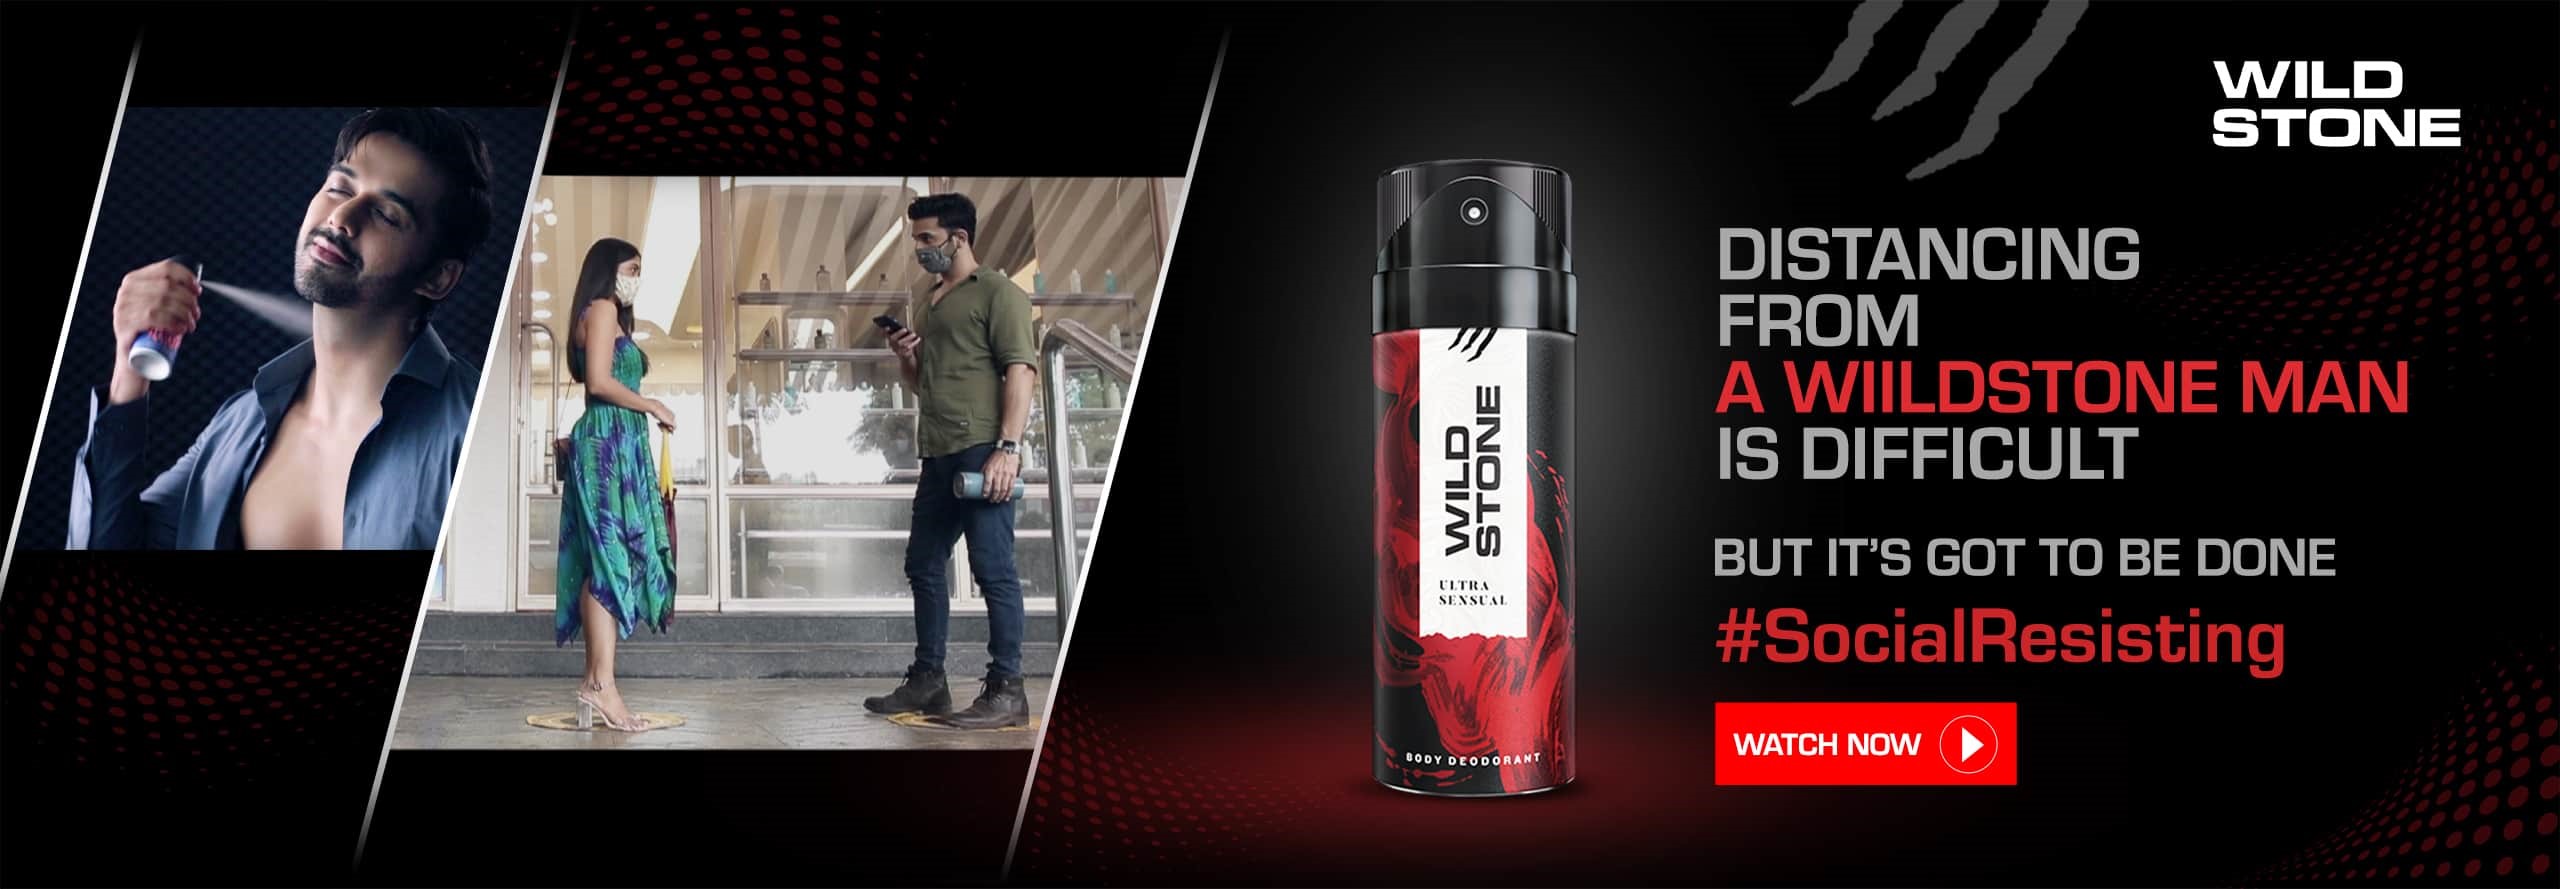 WILD
STONE
DISTANCING
FROM
A WIILDSTONE MAN
IS DIFFICULT
BUT IT'S GOT TO BE DONE
#SocialResisting
WATCH NOW
WILD
STONE
ULTRA
SENSUAL
BODY DEODORANT